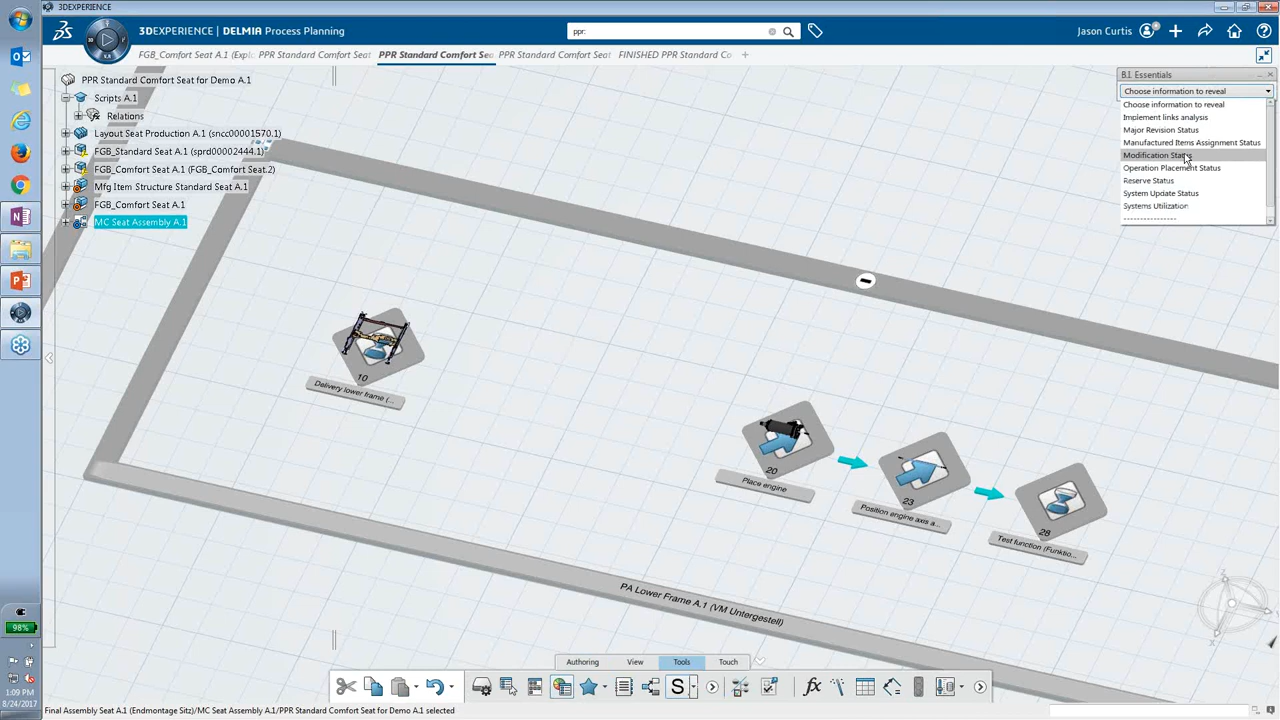 3DEXPERIENCE
3DEXPERIENCE | DELMIA Process Planning
ppr:
Jason Curtis
FGB_Comfort Seat A.1 (Expl
PPR Standard Comfort Seat
PPR Standard Comfort Sea
PPR Standard Comfort Seat
FINISHED PPR Standard Co
PPR Standard Comfort Seat for Demo A.1
Scripts A.1
Relations
Layout Seat Production A.1 (sncc00001570.1)
FGB_Standard Seat A.1 (sprd00002444.1)
FGB_Comfort Seat A.1 (FGB_Comfort Seat.2)
Mfg Item Structure Standard Seat A.1
FGB_Comfort Seat A.1
MC Seat Assembly A.1
B.I. Essentials
Choose information to reveal
Choose information to reveal
Implement links analysis
Major Revision Status
Manufactured Items Assignment Status
Modification Status
Operation Placement Status
Reserve Status
System Update Status
Systems Utilization
----------------
10
Delivery lower frame (...
20
Place engine
23
Position engine axis a...
28
Test function (Funktio...
PA Lower Frame A.1 (VM Untergestell)
Authoring
View
Tools
Touch
98%
1:09 PM
8/24/2017
Final Assembly Seat A.1 (Endmontage Sitz)/MC Seat Assembly A.1/PPR Standard Comfort Seat for Demo A.1 selected